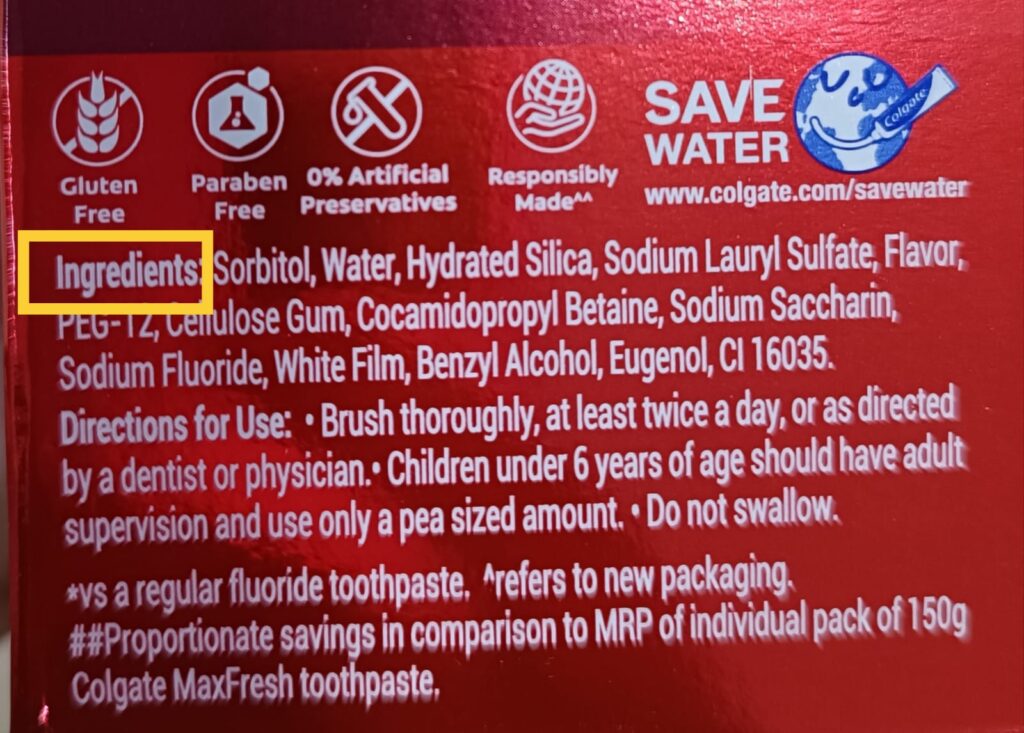 Gluten Free
Paraben Free
0% Artificial Preservatives
Responsibly Made^^
SAVE WATER
Colgate
www.colgate.com/savewater
Ingredients: Sorbitol, Water, Hydrated Silica, Sodium Lauryl Sulfate, Flavor,
PEG-12, Cellulose Gum, Cocamidopropyl Betaine, Sodium Saccharin,
Sodium Fluoride, White Film, Benzyl Alcohol, Eugenol, CI 16035.
Directions for Use: • Brush thoroughly, at least twice a day, or as directed
by a dentist or physician. • Children under 6 years of age should have adult
supervision and use only a pea sized amount. • Do not swallow.
*vs a regular fluoride toothpaste. ^refers to new packaging.
##Proportionate savings in comparison to MRP of individual pack of 150g
Colgate MaxFresh toothpaste.